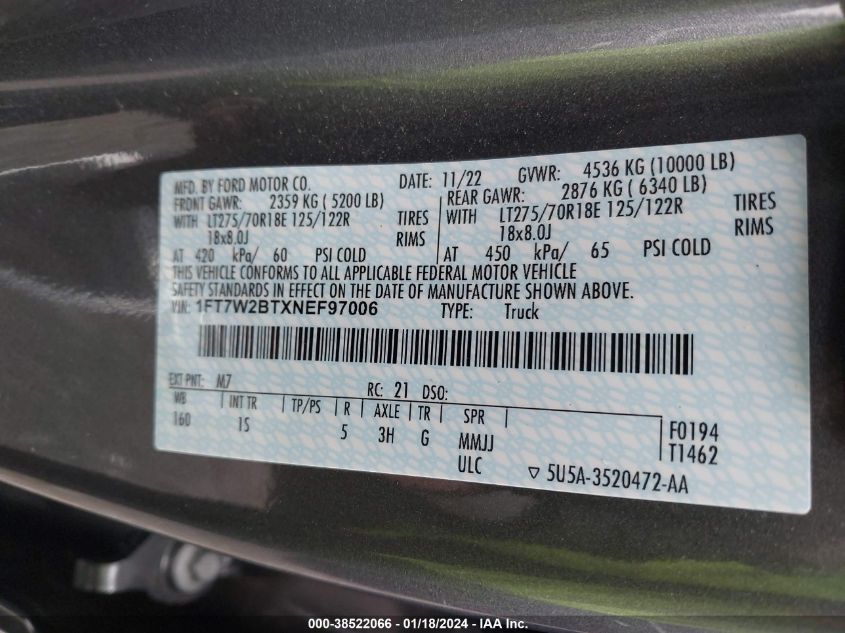 MFD. BY FORD MOTOR CO. DATE: 11/22 GVWR: 4536 KG (10000 LB)
FRONT GAWR: 2359 KG ( 5200 LB) REAR GAWR: 2876 KG ( 6340 LB)
WITH LT275/70R18E 125/122R TIRES WITH LT275/70R18E 125/122R TIRES
18x8.0J RIMS 18x8.0J RIMS
AT 420 kPa/ 60 PSI COLD AT 450 kPa/ 65 PSI COLD
THIS VEHICLE CONFORMS TO ALL APPLICABLE FEDERAL MOTOR VEHICLE
SAFETY STANDARDS IN EFFECT ON THE DATE OF MANUFACTURE SHOWN ABOVE.
VIN: 1FT7W2BTXNEF97006 TYPE: Truck
EXT PNT: M7 RC: 21 DSO:
WB INT TR TP/PS R AXLE TR SPR
160 1S 5 3H G MMJJ F0194
ULC T1462
▽ 5U5A-3520472-AA
000-38522066 - 01/18/2024 - IAA Inc.